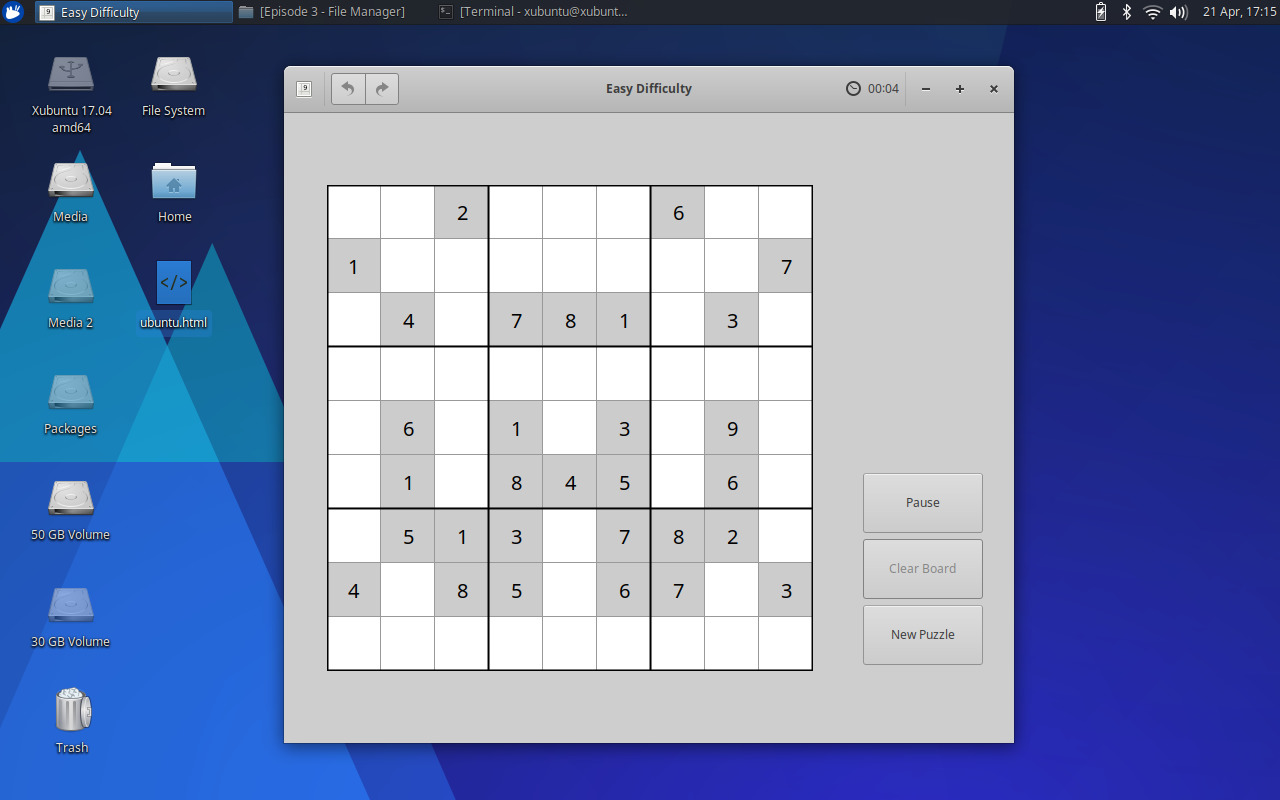 Easy Difficulty
[Episode 3 - File Manager]
[Terminal - xubuntu@xubunt...
21 Apr, 17:15
Xubuntu 17.04
amd64
File System
Media
Home
Media 2
</>
ubuntu.html
Packages
50 GB Volume
30 GB Volume
Trash
9
Easy Difficulty
00:04
2 6
1 7
4 7 8 1 3
6 1 3 9
1 8 4 5 6
5 1 3 7 8 2
4 8 5 6 7 3
Pause
Clear Board
New Puzzle